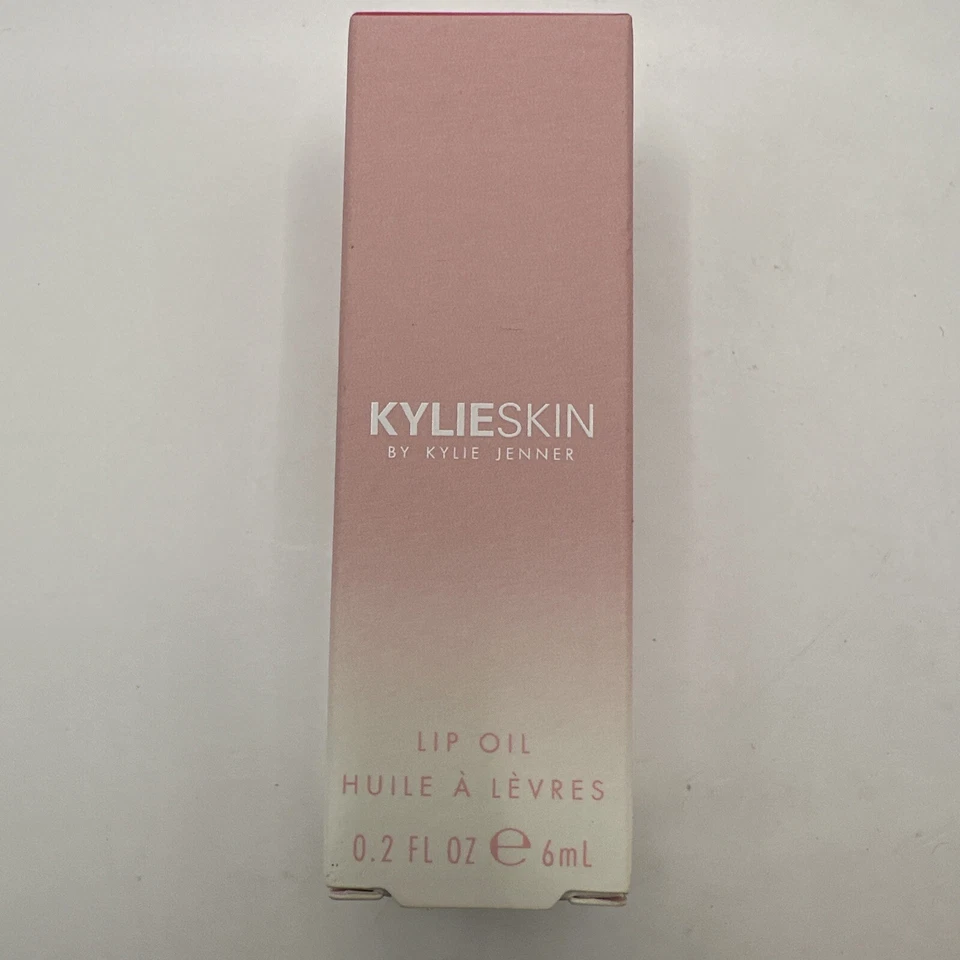 KYLIESKIN
BY KYLIE JENNER
LIP OIL
HUILE À LÈVRES
0.2 FL OZ ℮ 6mL